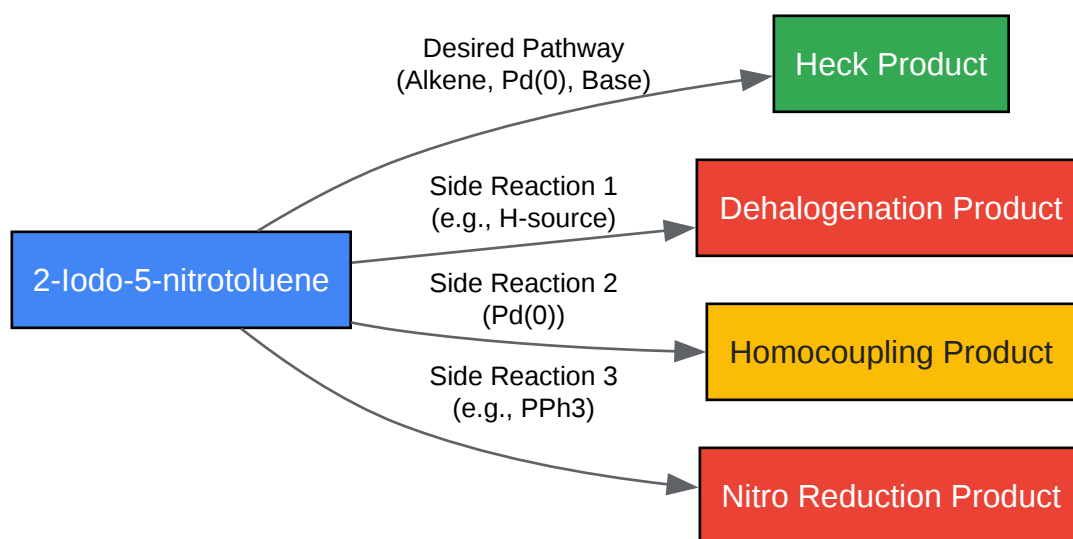 Desired Pathway
(Alkene, Pd(0), Base)
Heck Product
Side Reaction 1
(e.g., H-source)
Dehalogenation Product
2-Iodo-5-nitrotoluene
Side Reaction 2
(Pd(0))
Homocoupling Product
Side Reaction 3
(e.g., PPh3)
Nitro Reduction Product